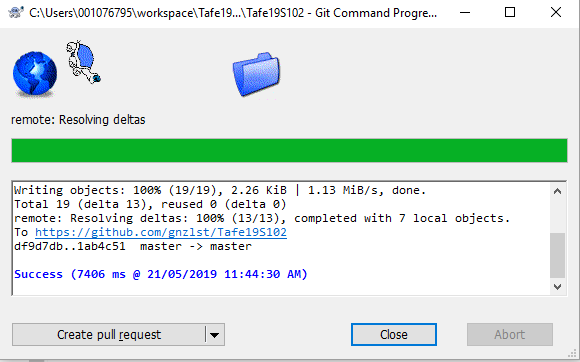 C:\Users\001076795\workspace\Tafe19...\Tafe19S102 - Git Command Progre...
remote: Resolving deltas
Writing objects: 100% (19/19), 2.26 KiB | 1.13 MiB/s, done.
Total 19 (delta 13), reused 0 (delta 0)
remote: Resolving deltas: 100% (13/13), completed with 7 local objects.
To https://github.com/gnzlst/Tafe19S102
df9d7db..1ab4c51  master -> master
Success (7406 ms @ 21/05/2019 11:44:30 AM)
Create pull request
Close
Abort